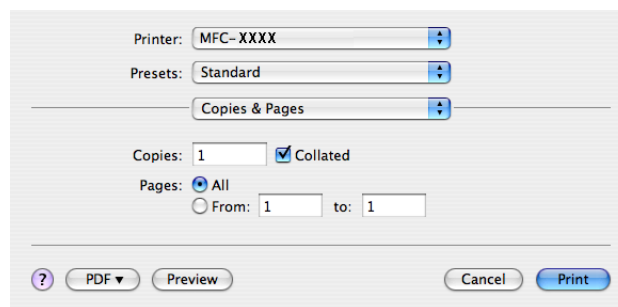 Printer: MFC-XXXX
Presets: Standard
Copies & Pages
Copies: 1 Collated
Pages: All
From: 1 to: 1
? PDF▼ Preview Cancel Print